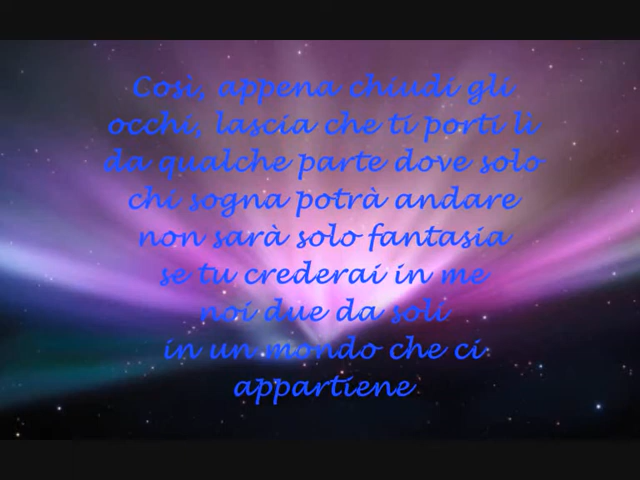 Così, appena chiudi gli
occhi, lascia che ti porti lì
da qualche parte dove solo
chi sogna potrà andare
non sarà solo fantasia
se tu crederai in me
noi due da soli
in un mondo che ci
appartiene